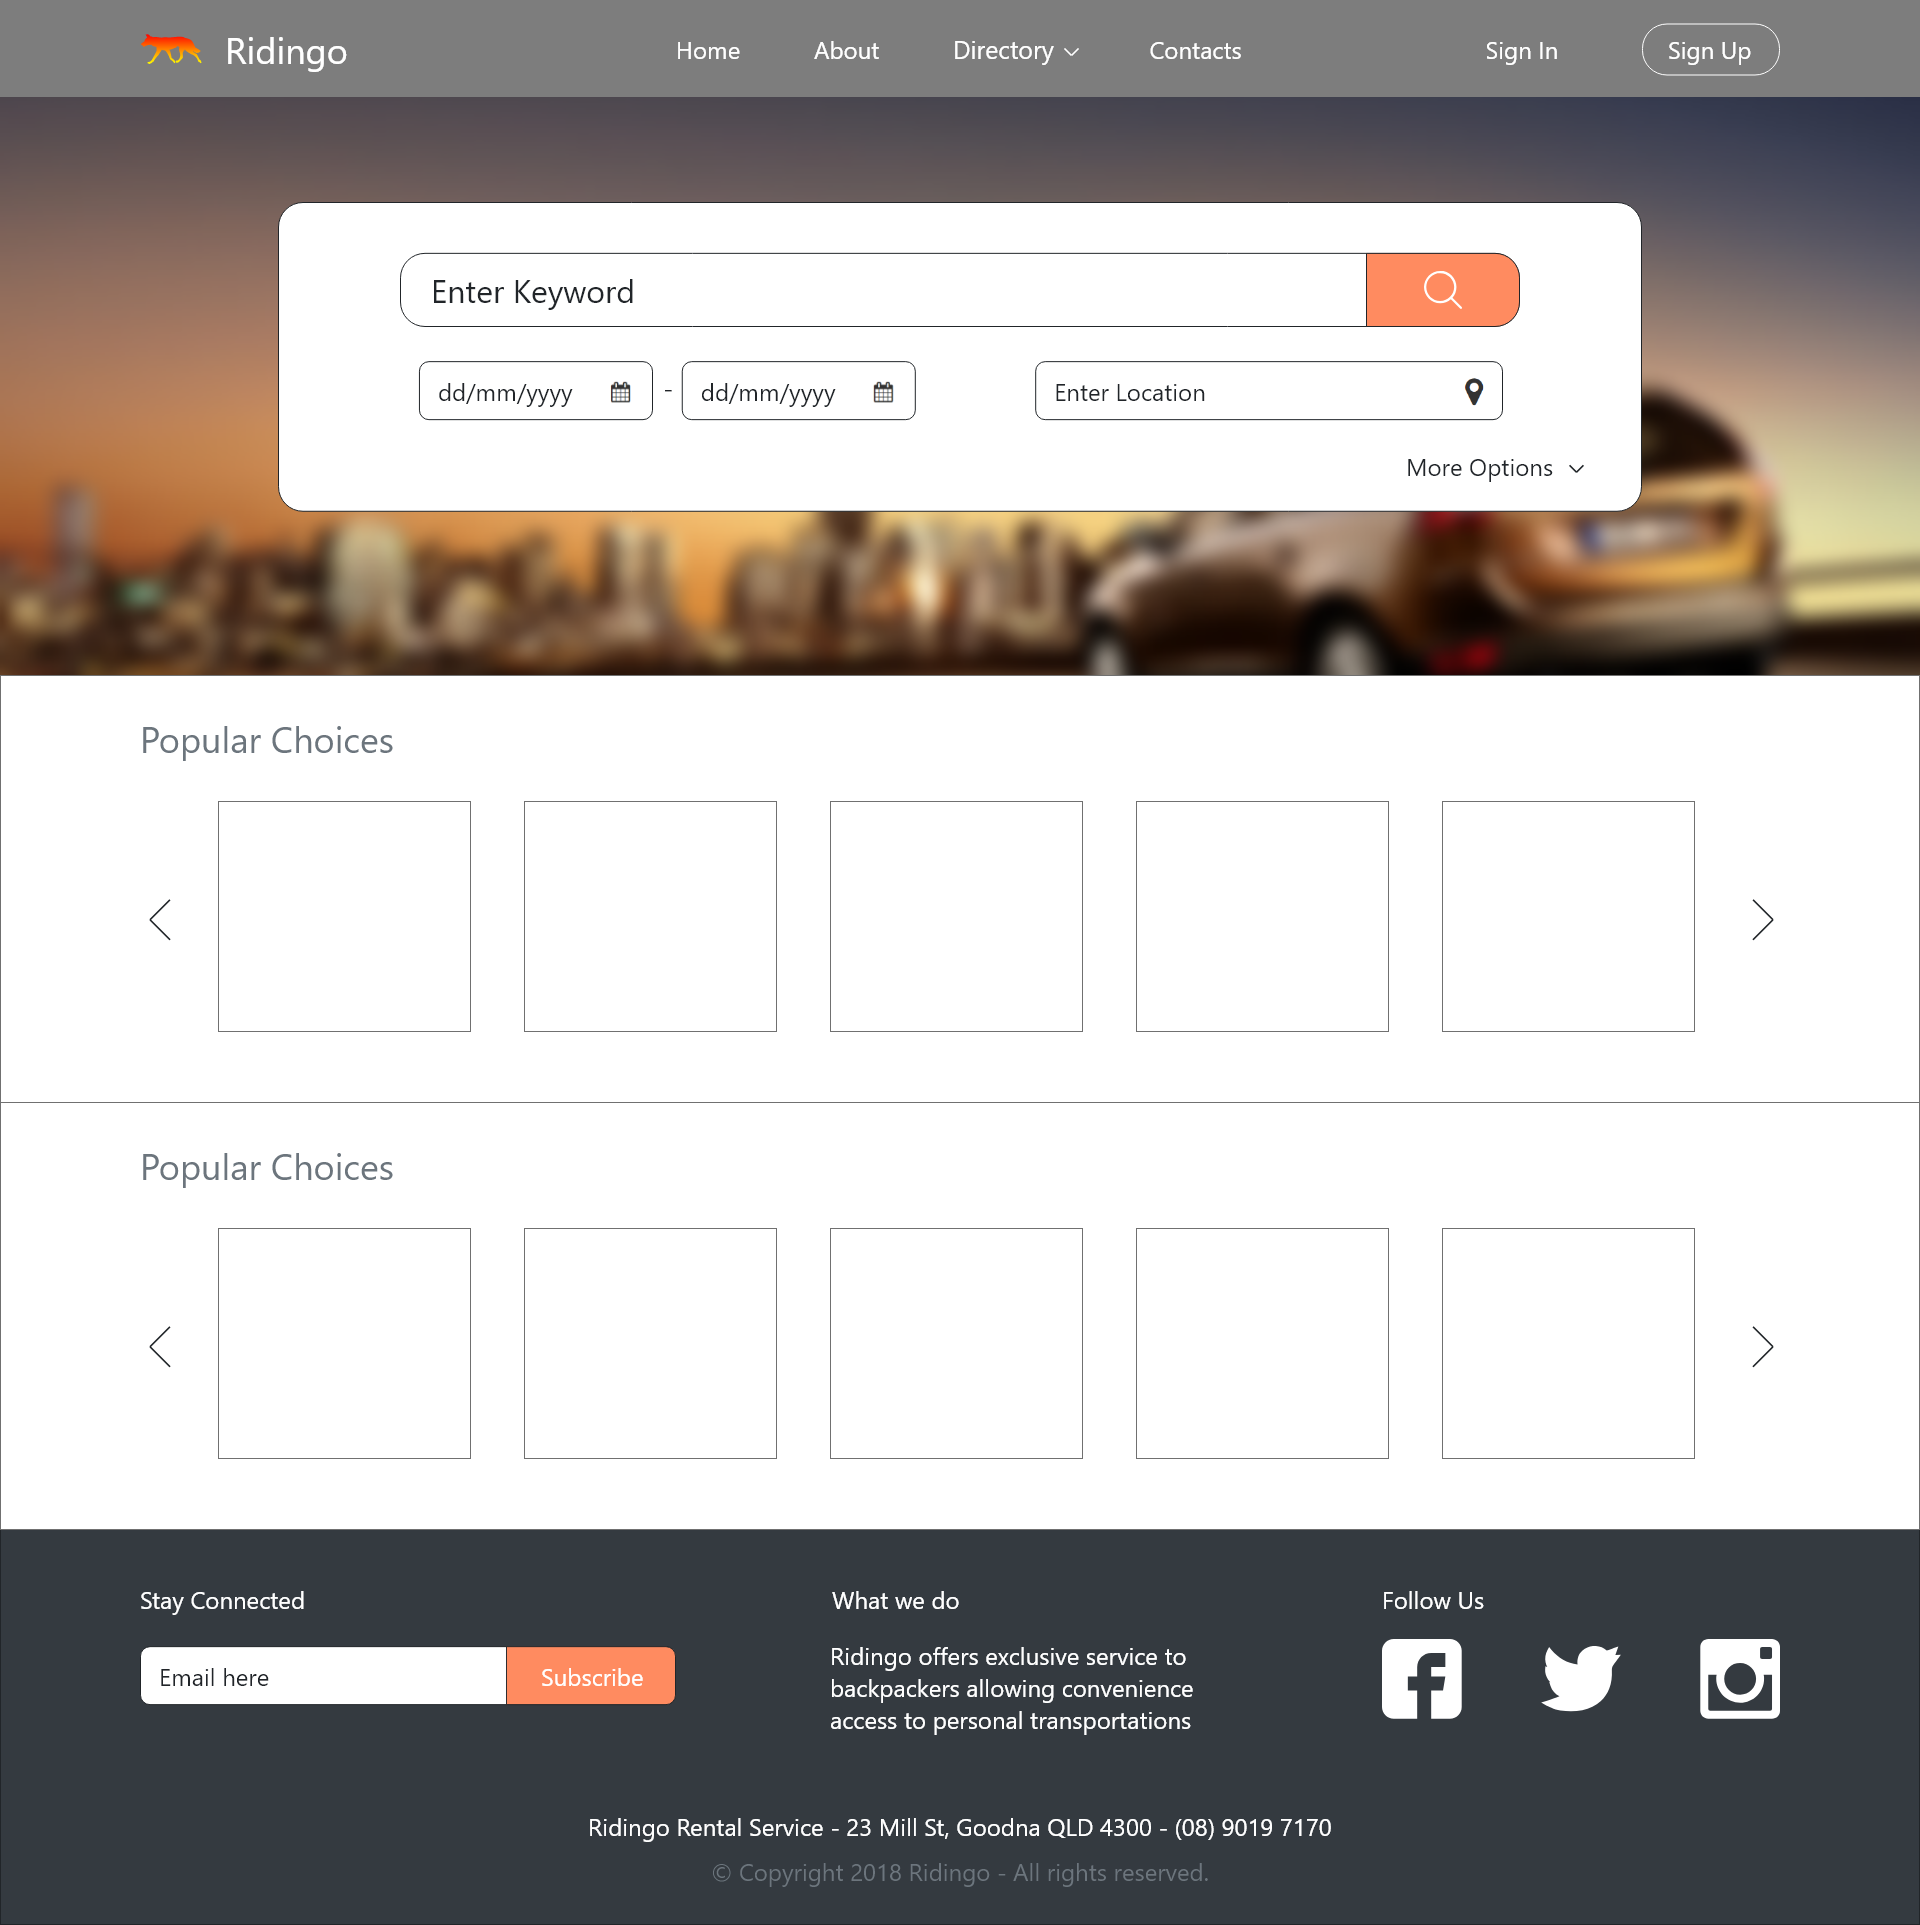 Ridingo
Home
About
Directory
Contacts
Sign In
Sign Up
Enter Keyword
dd/mm/yyyy
-
dd/mm/yyyy
Enter Location
More Options
Popular Choices
Popular Choices
Stay Connected
Email here
Subscribe
What we do
Ridingo offers exclusive service to
backpackers allowing convenience
access to personal transportations
Follow Us
Ridingo Rental Service - 23 Mill St, Goodna QLD 4300 - (08) 9019 7170
© Copyright 2018 Ridingo - All rights reserved.